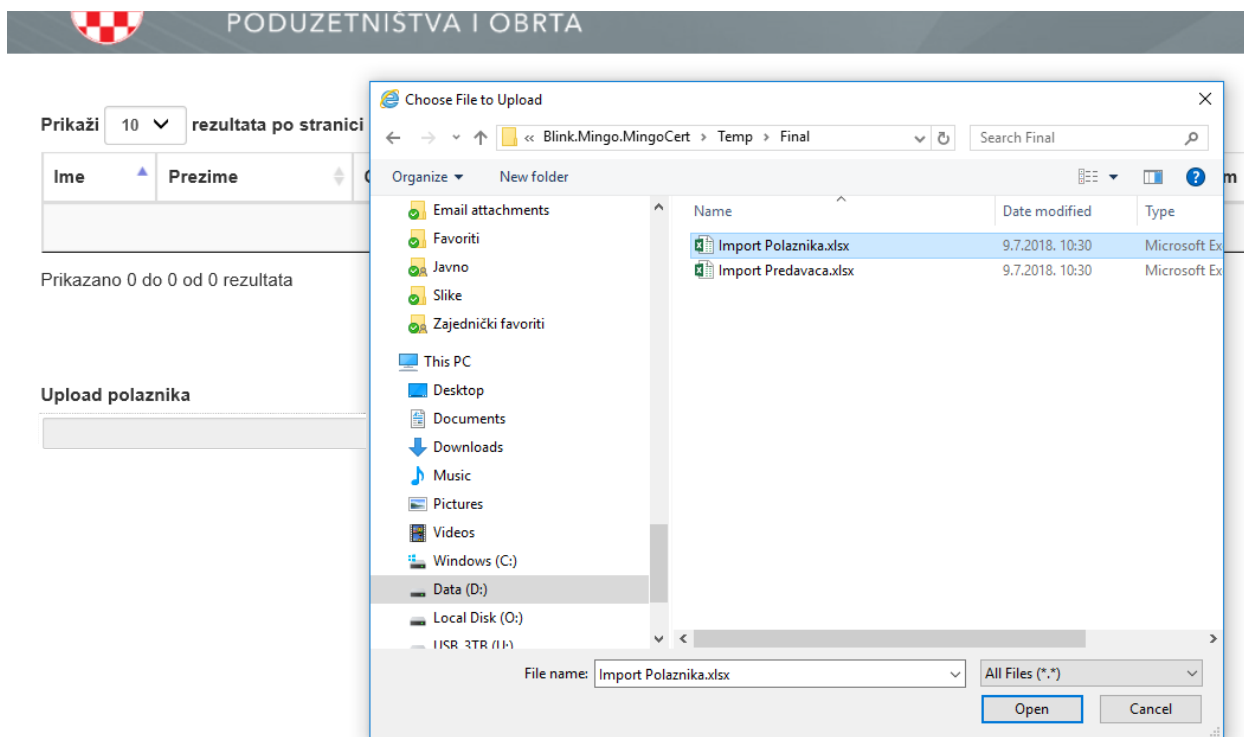 PODUZETNIŠTVA I OBRTA
Choose File to Upload
Prikaži 10 rezultata po stranici
« Blink.Mingo.MingoCert > Temp > Final
Search Final
Ime Prezime
Organize New folder
m
Email attachments
Favoriti
Javno
Slike
Zajednički favoriti
This PC
Desktop
Documents
Downloads
Music
Pictures
Videos
Windows (C:)
Data (D:)
Local Disk (O:)
USB_3TB (U:)
Name Date modified Type
Import Polaznika.xlsx 9.7.2018. 10:30 Microsoft Ex
Import Predavaca.xlsx 9.7.2018. 10:30 Microsoft Ex
Prikazano 0 do 0 od 0 rezultata
Upload polaznika
File name: Import Polaznika.xlsx All Files (*.*)
Open Cancel